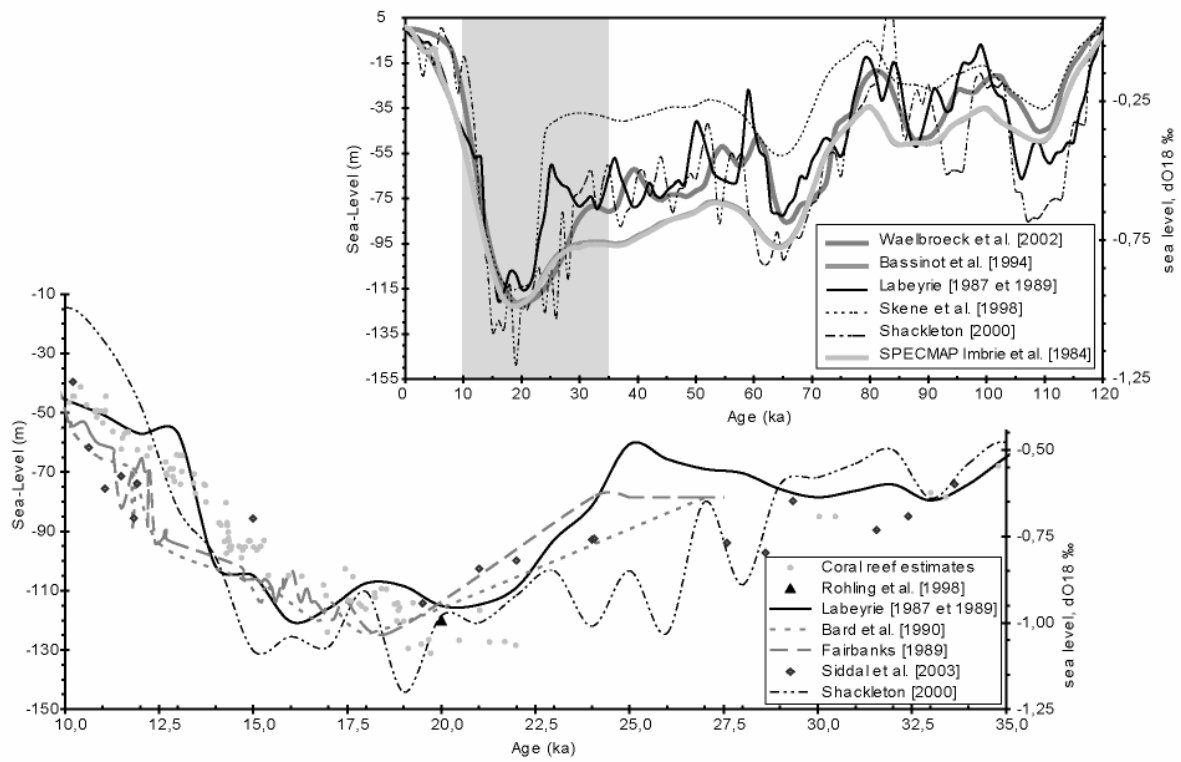 Sea-Level (m)
-5
-15
-35
-55
-75
-95
-115
-135
-155
0
10
20
30
40
50
60
70
80
90
100
110
120
Age (ka)
-0,25
-0,75
-1,25
sea level, dO18 ‰
Waelbroeck et al. [2002]
Bassinot et al. [1994]
Labeyrie [1987 et 1989]
Skene et al. [1998]
Shackleton [2000]
SPECMAP Imbrie et al. [1984]
Sea-Level (m)
-10
-30
-50
-70
-90
-110
-130
-150
10,0
12,5
15,0
17,5
20,0
22,5
25,0
27,5
30,0
32,5
35,0
Age (ka)
-0,50
-0,75
-1,00
-1,25
sea level, dO18 ‰
Coral reef estimates
Rohling et al. [1998]
Labeyrie [1987 et 1989]
Bard et al. [1990]
Fairbanks [1989]
Siddal et al. [2003]
Shackleton [2000]